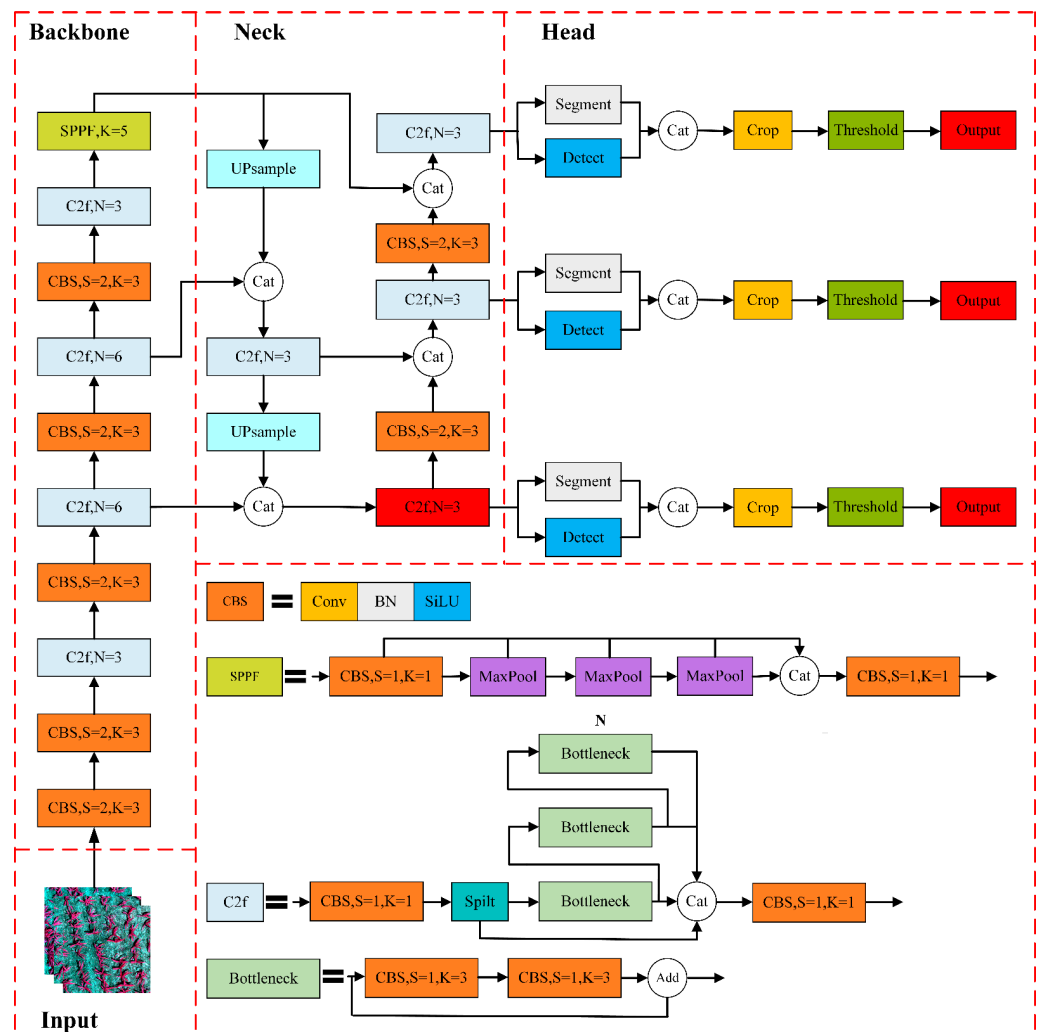 Backbone
SPPF,K=5
C2f,N=3
CBS,S=2,K=3
C2f,N=6
CBS,S=2,K=3
C2f,N=6
CBS,S=2,K=3
C2f,N=3
CBS,S=2,K=3
CBS,S=2,K=3
Input
Neck
UPsample
Cat
C2f,N=3
UPsample
Cat
C2f,N=3
Cat
CBS,S=2,K=3
C2f,N=3
Cat
CBS,S=2,K=3
C2f,N=3
Head
Segment
Detect
Cat
Crop
Threshold
Output
Segment
Detect
Cat
Crop
Threshold
Output
Segment
Detect
Cat
Crop
Threshold
Output
CBS = Conv BN SiLU
SPPF = CBS,S=1,K=1 MaxPool MaxPool MaxPool Cat CBS,S=1,K=1
N
Bottleneck
Bottleneck
C2f = CBS,S=1,K=1 Spilt Bottleneck Cat CBS,S=1,K=1
Bottleneck = CBS,S=1,K=3 CBS,S=1,K=3 Add